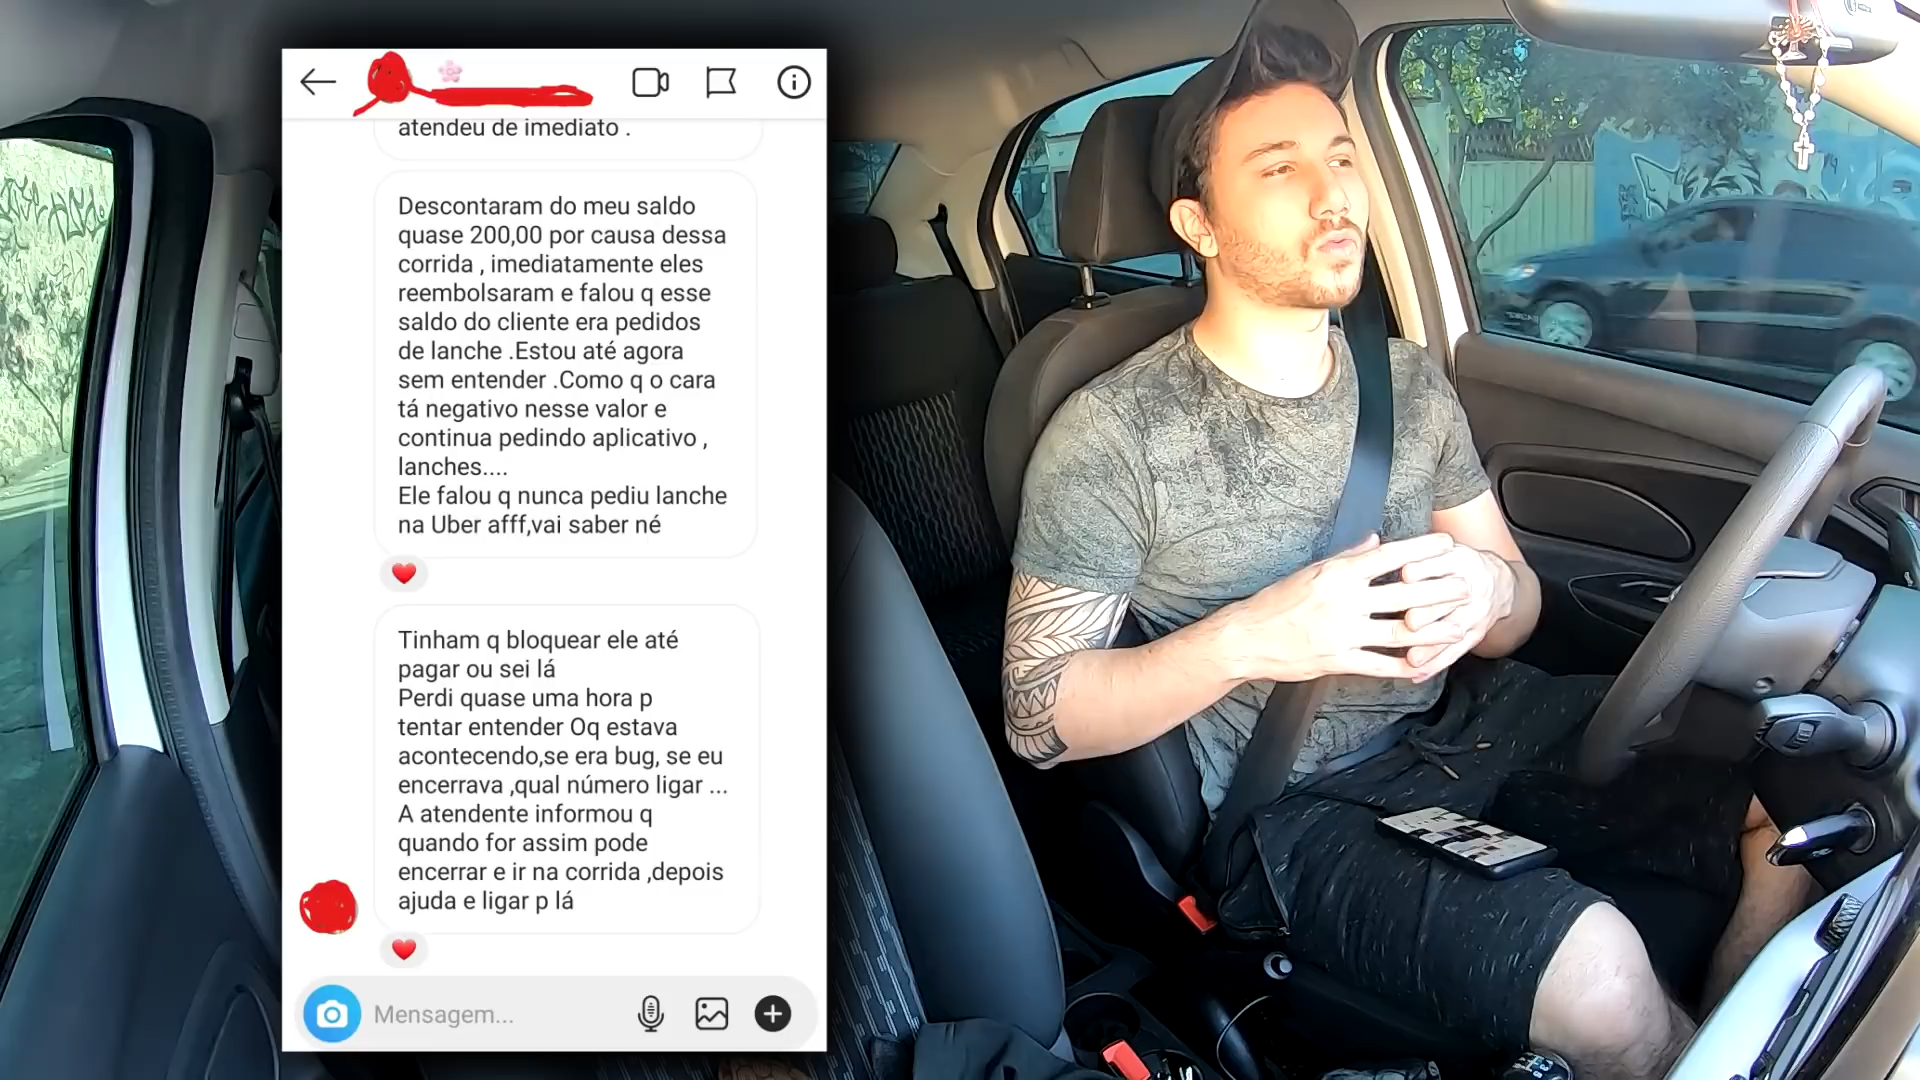 atendeu de imediato .
Descontaram do meu saldo
quase 200,00 por causa dessa
corrida , imediatamente eles
reembolsaram e falou q esse
saldo do cliente era pedidos
de lanche .Estou até agora
sem entender .Como q o cara
tá negativo nesse valor e
continua pedindo aplicativo ,
lanches....
Ele falou q nunca pediu lanche
na Uber afff,vai saber né
Tinham q bloquear ele até
pagar ou sei lá
Perdi quase uma hora p
tentar entender Oq estava
acontecendo,se era bug, se eu
encerrava ,qual número ligar ...
A atendente informou q
quando for assim pode
encerrar e ir na corrida ,depois
ajuda e ligar p lá
Mensagem...